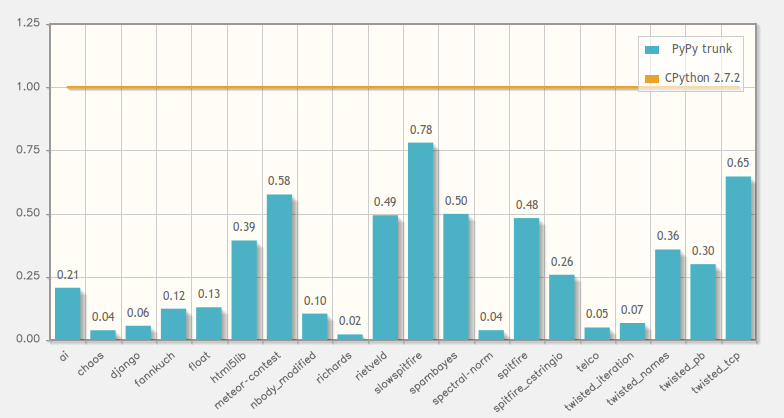 1.25
1.00
0.75
0.50
0.25
0.00
PyPy trunk
CPython 2.7.2
0.21
0.04
0.06
0.12
0.13
0.39
0.58
0.10
0.02
0.49
0.78
0.50
0.04
0.48
0.26
0.05
0.07
0.36
0.30
0.65
ai
chaos
django
fannkuch
float
html5lib
meteor-contest
nbody_modified
richards
rietveld
slowspitfire
spambayes
spectral-norm
spitfire
spitfire_cstringio
telco
twisted_iteration
twisted_names
twisted_pb
twisted_tcp